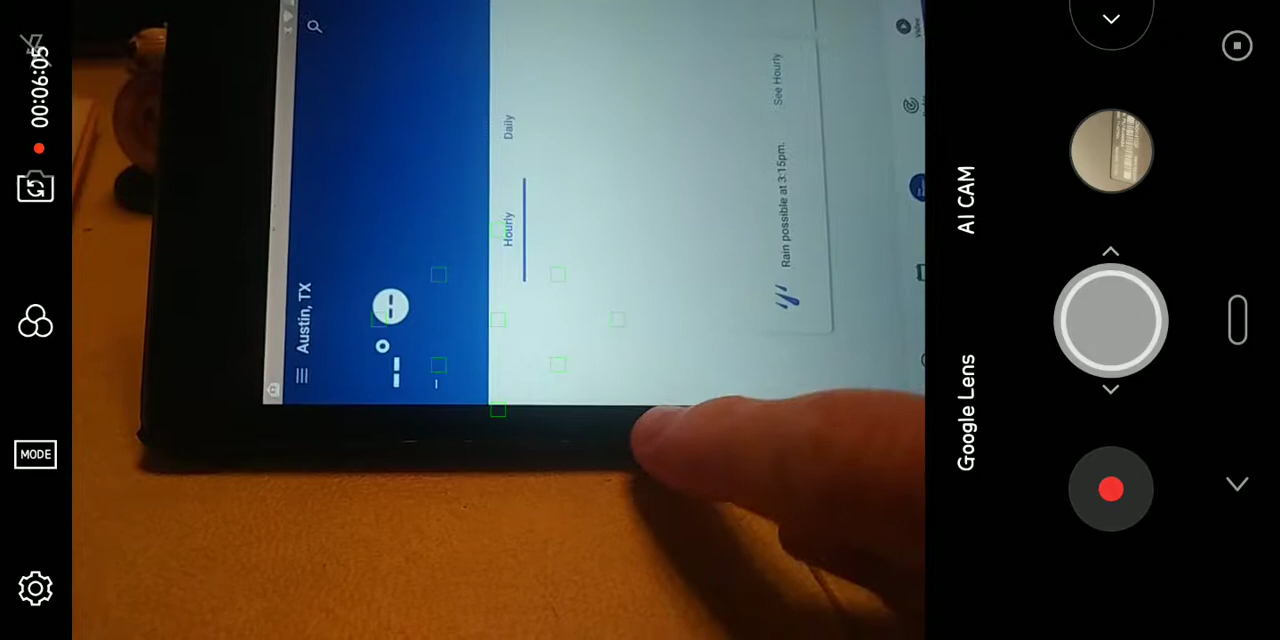 00:06:05
MODE
Austin, TX
Hourly
Daily
Rain possible at 3:15pm.
See Hourly
Video
AI CAM
Google Lens